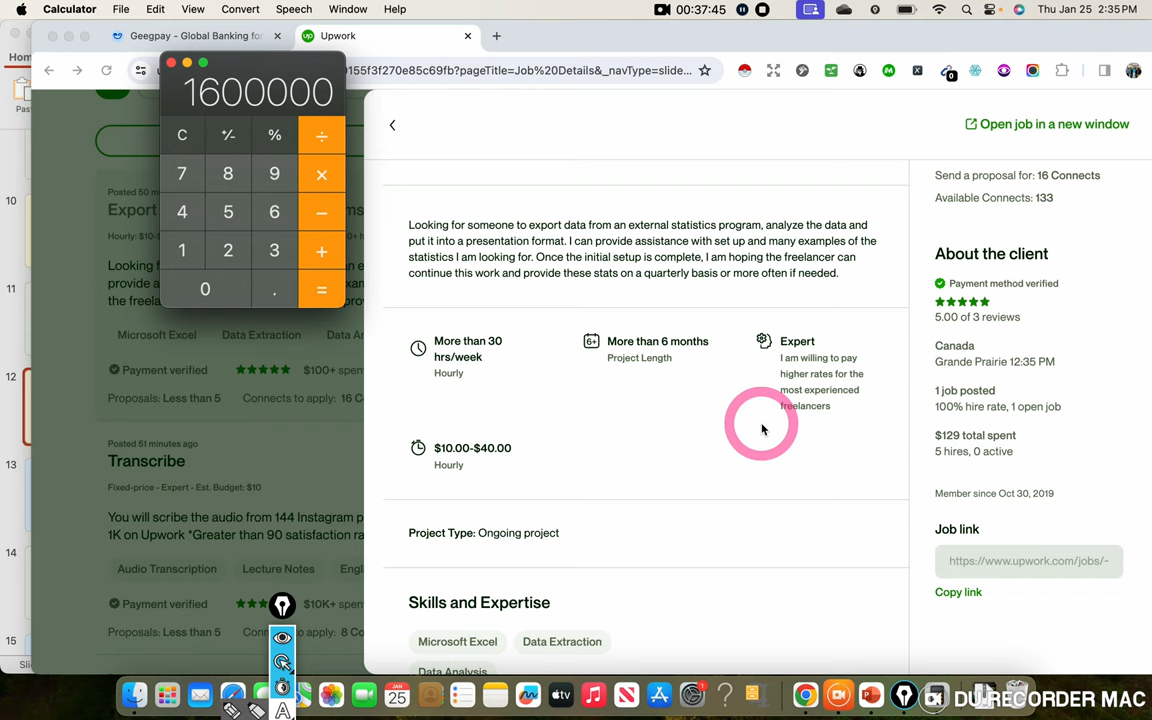 Calculator File Edit View Convert Speech Window Help
00:37:45
Thu Jan 25 2:35 PM
Geegpay - Global Banking for
Upwork
0155f3f270e85c69fb?pageTitle=Job%20Details&_navType=slide...
Hom
Pas
10
11
12
13
14
15
1600000
C +/- % ÷
7 8 9 ×
4 5 6 −
1 2 3 +
0 . =
Posted 50 m
Export
Hourly: $10-
Looking fo
provide a
the freela
Microsoft Excel Data Extraction Data An
Payment verified $100+ spen
Proposals: Less than 5 Connects to apply: 16 C
Posted 51 minutes ago
Transcribe
Fixed-price - Expert - Est. Budget: $10
You will scribe the audio from 144 Instagram p
1K on Upwork *Greater than 90 satisfaction ra
Audio Transcription Lecture Notes Engl
Payment verified $10K+ spen
Proposals: Less than 5 8 Co
Open job in a new window
Looking for someone to export data from an external statistics program, analyze the data and
put it into a presentation format. I can provide assistance with set up and many examples of the
statistics I am looking for. Once the initial setup is complete, I am hoping the freelancer can
continue this work and provide these stats on a quarterly basis or more often if needed.
More than 30
hrs/week
Hourly
6+
More than 6 months
Project Length
Expert
I am willing to pay
higher rates for the
most experienced
freelancers
$10.00-$40.00
Hourly
Project Type: Ongoing project
Skills and Expertise
Microsoft Excel Data Extraction
Data Analysis
Send a proposal for: 16 Connects
Available Connects: 133
About the client
Payment method verified
5.00 of 3 reviews
Canada
Grande Prairie 12:35 PM
1 job posted
100% hire rate, 1 open job
$129 total spent
5 hires, 0 active
Member since Oct 30, 2019
Job link
https://www.upwork.com/jobs/~
Copy link
JAN
25
tv
DU RECORDER MAC